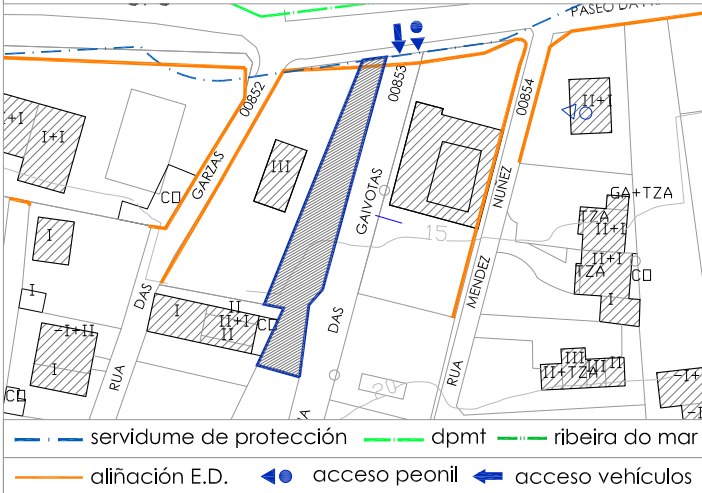 PASEO DA
00852
00853
00854
II+I
+I
I+I
III
GARZAS
GAIVOTAS
NUÑEZ
CO
GA+TZA
TZA
II+I
15
II+I
TZA
CO
I
I
I
DAS
I
II
II+I
II
CO
DAS
MENDEZ
I
-I+II
I
RUA
RUA
20
III
III
II
II+TZA
-I+
-I
servidume de protección
dpmt
ribeira do mar
aliñación E.D.
acceso peonil
acceso vehículos